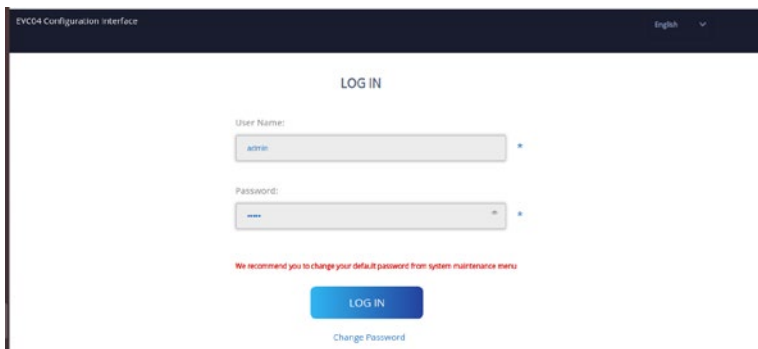 EVC04 Configuration Interface
English
LOG IN
User Name:
admin
*
Password:
•••••
*
We recommend you to change your default password from system maintenance menu
LOG IN
Change Password